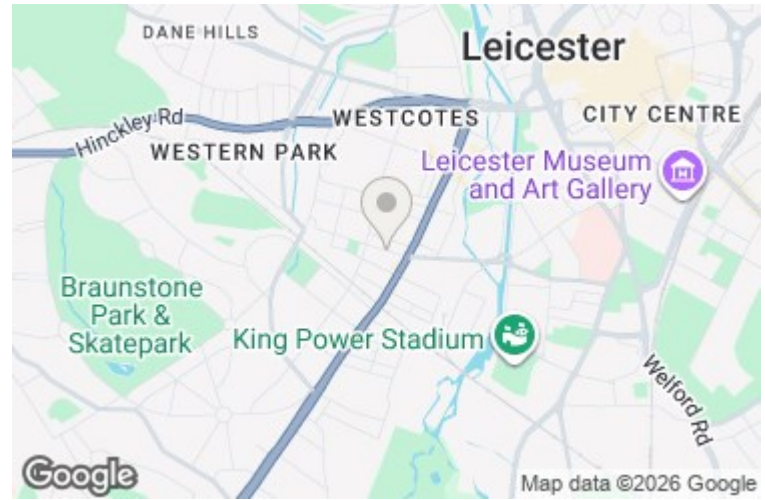 DANE HILLS
Leicester
Hinckley Rd
WESTCOTES
CITY CENTRE
WESTERN PARK
Leicester Museum
and Art Gallery
Braunstone
Park &
Skatepark
King Power Stadium
Welford Rd
Google
Map data ©2026 Google